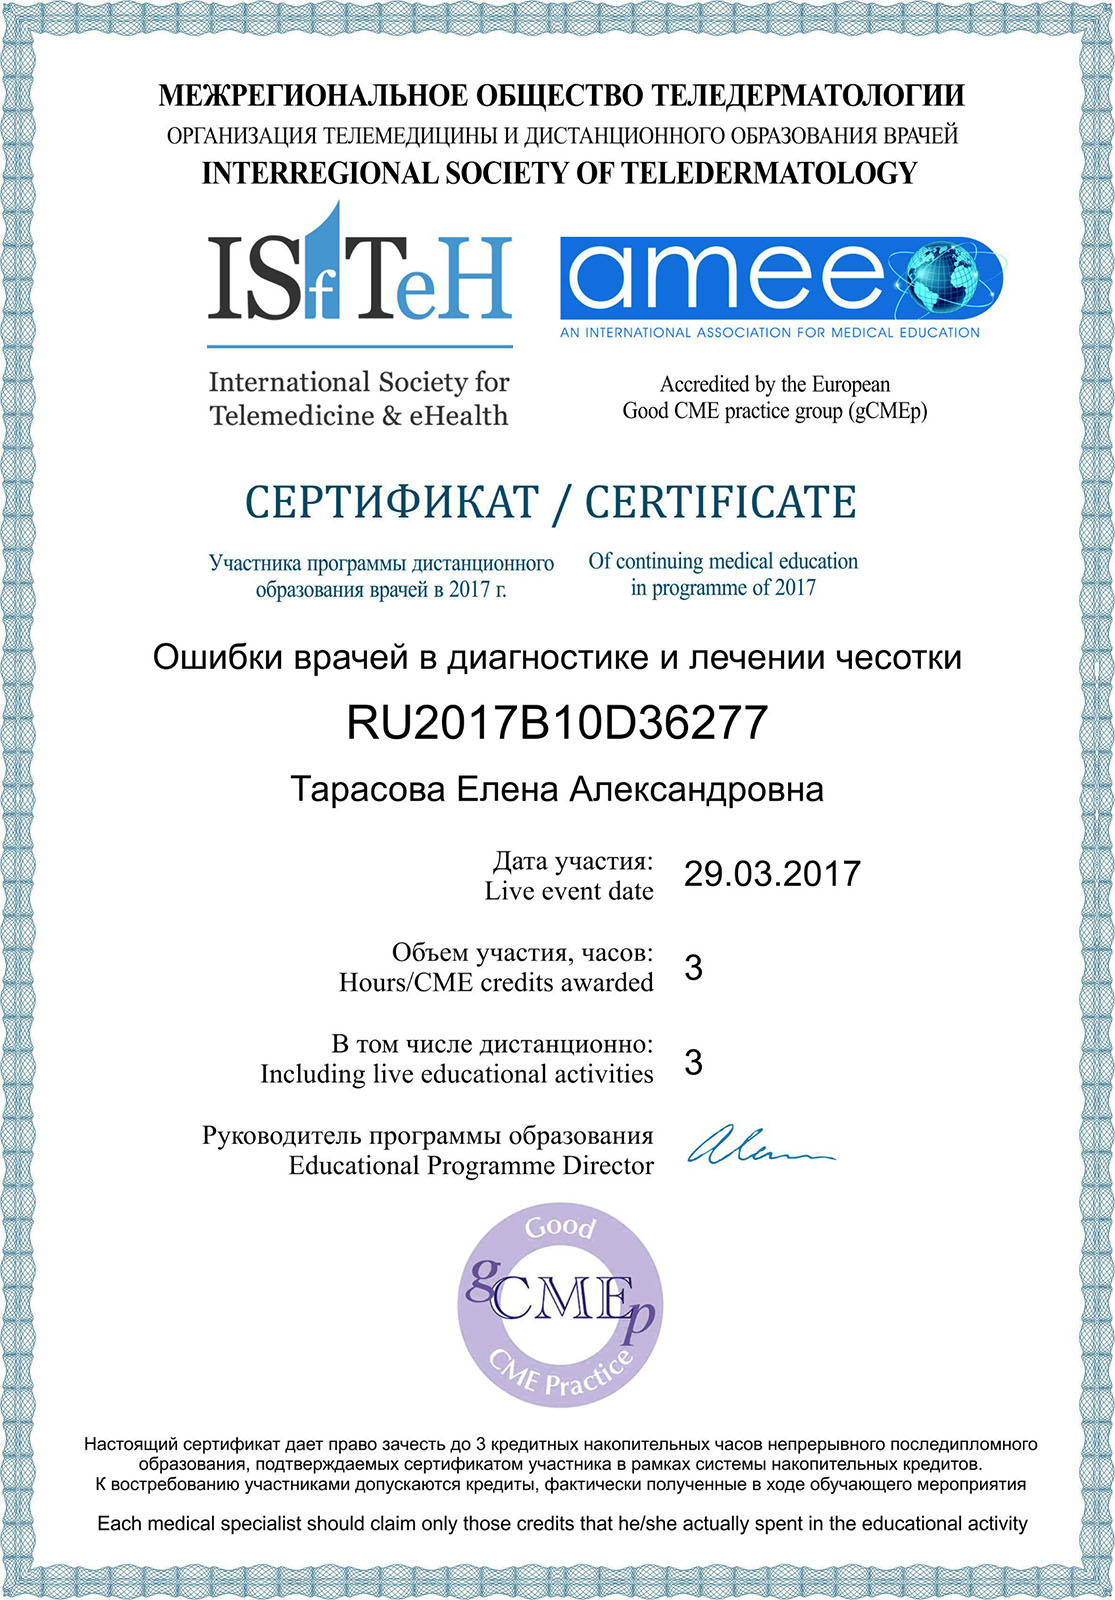 МЕЖРЕГИОНАЛЬНОЕ ОБЩЕСТВО ТЕЛЕДЕРМАТОЛОГИИ
ОРГАНИЗАЦИЯ ТЕЛЕМЕДИЦИНЫ И ДИСТАНЦИОННОГО ОБРАЗОВАНИЯ ВРАЧЕЙ
INTERREGIONAL SOCIETY OF TELEDERMATOLOGY
ISfTeH
International Society for
Telemedicine & eHealth
amee
AN INTERNATIONAL ASSOCIATION FOR MEDICAL EDUCATION
Accredited by the European
Good CME practice group (gCMEp)
СЕРТИФИКАТ / CERTIFICATE
Участника программы дистанционного
образования врачей в 2017 г.
Of continuing medical education
in programme of 2017
Ошибки врачей в диагностике и лечении чесотки
RU2017B10D36277
Тарасова Елена Александровна
Дата участия:
Live event date
29.03.2017
Объем участия, часов:
Hours/CME credits awarded
3
В том числе дистанционно:
Including live educational activities
3
Руководитель программы образования
Educational Programme Director
Good
gCMEp
CME Practice
Настоящий сертификат дает право зачесть до 3 кредитных накопительных часов непрерывного последипломного
образования, подтверждаемых сертификатом участника в рамках системы накопительных кредитов.
К востребованию участниками допускаются кредиты, фактически полученные в ходе обучающего мероприятия
Each medical specialist should claim only those credits that he/she actually spent in the educational activity